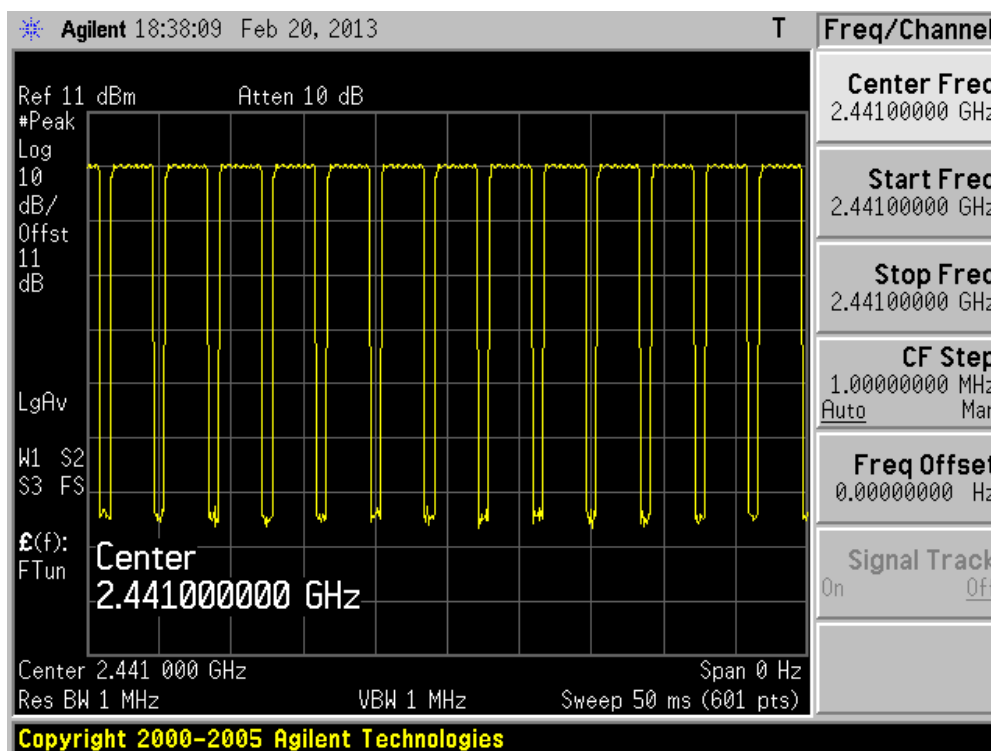 Agilent 18:38:09 Feb 20, 2013 T
Ref 11 dBm Atten 10 dB
#Peak
Log
10
dB/
Offst
11
dB
LgAv
W1 S2
S3 FS
£(f):
FTun
Center
2.441000000 GHz
Center 2.441 000 GHz Span 0 Hz
Res BW 1 MHz VBW 1 MHz Sweep 50 ms (601 pts)
Copyright 2000-2005 Agilent Technologies
Freq/Channel
Center Freq
2.44100000 GHz
Start Freq
2.44100000 GHz
Stop Freq
2.44100000 GHz
CF Step
1.00000000 MHz
Auto Man
Freq Offset
0.00000000 Hz
Signal Track
On Off